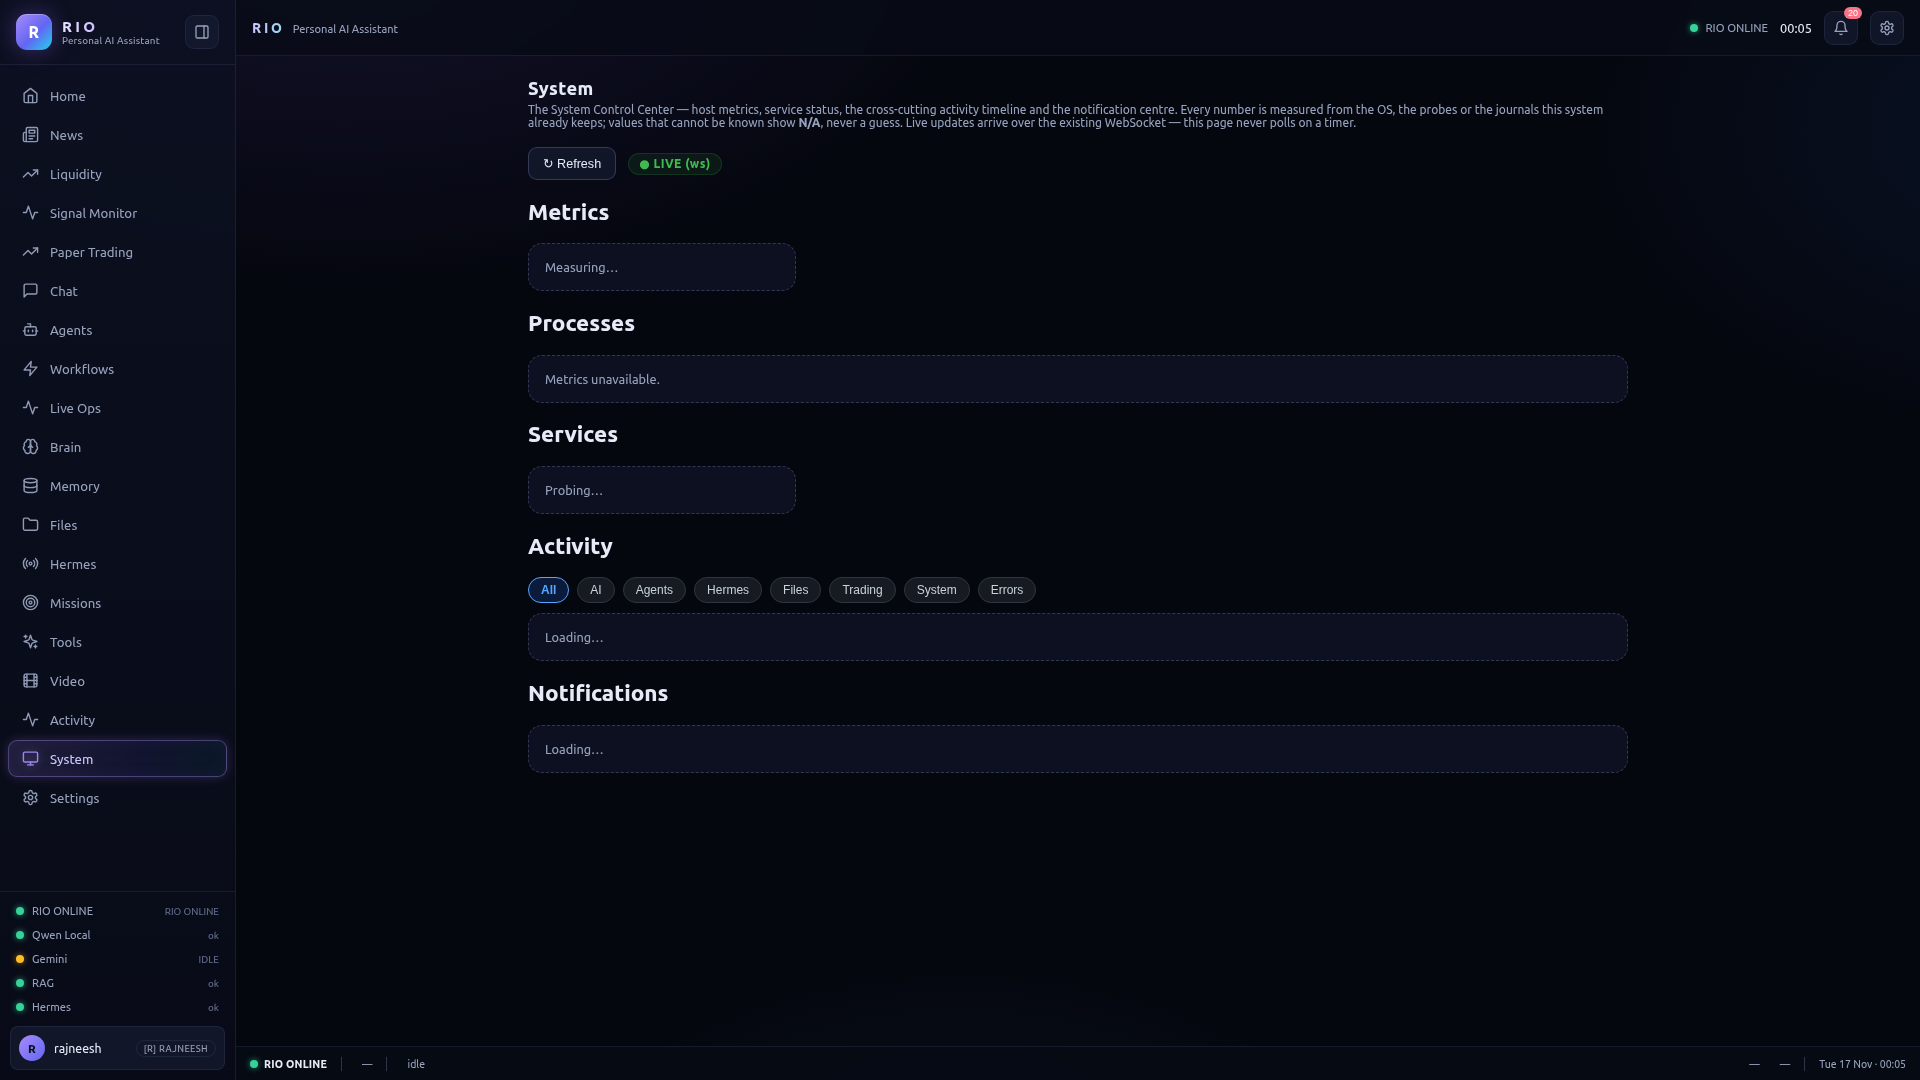 R
RIO
Personal AI Assistant
Home
News
Liquidity
Signal Monitor
Paper Trading
Chat
Agents
Workflows
Live Ops
Brain
Memory
Files
Hermes
Missions
Tools
Video
Activity
System
Settings
RIO ONLINE RIO ONLINE
Qwen Local ok
Gemini IDLE
RAG ok
Hermes ok
R rajneesh [R] RAJNEESH
RIO Personal AI Assistant
RIO ONLINE 00:05 20
System
The System Control Center — host metrics, service status, the cross-cutting activity timeline and the notification centre. Every number is measured from the OS, the probes or the journals this system
already keeps; values that cannot be known show N/A, never a guess. Live updates arrive over the existing WebSocket — this page never polls on a timer.
↻ Refresh LIVE (ws)
Metrics
Measuring…
Processes
Metrics unavailable.
Services
Probing…
Activity
All AI Agents Hermes Files Trading System Errors
Loading…
Notifications
Loading…
RIO ONLINE — idle — — Tue 17 Nov · 00:05